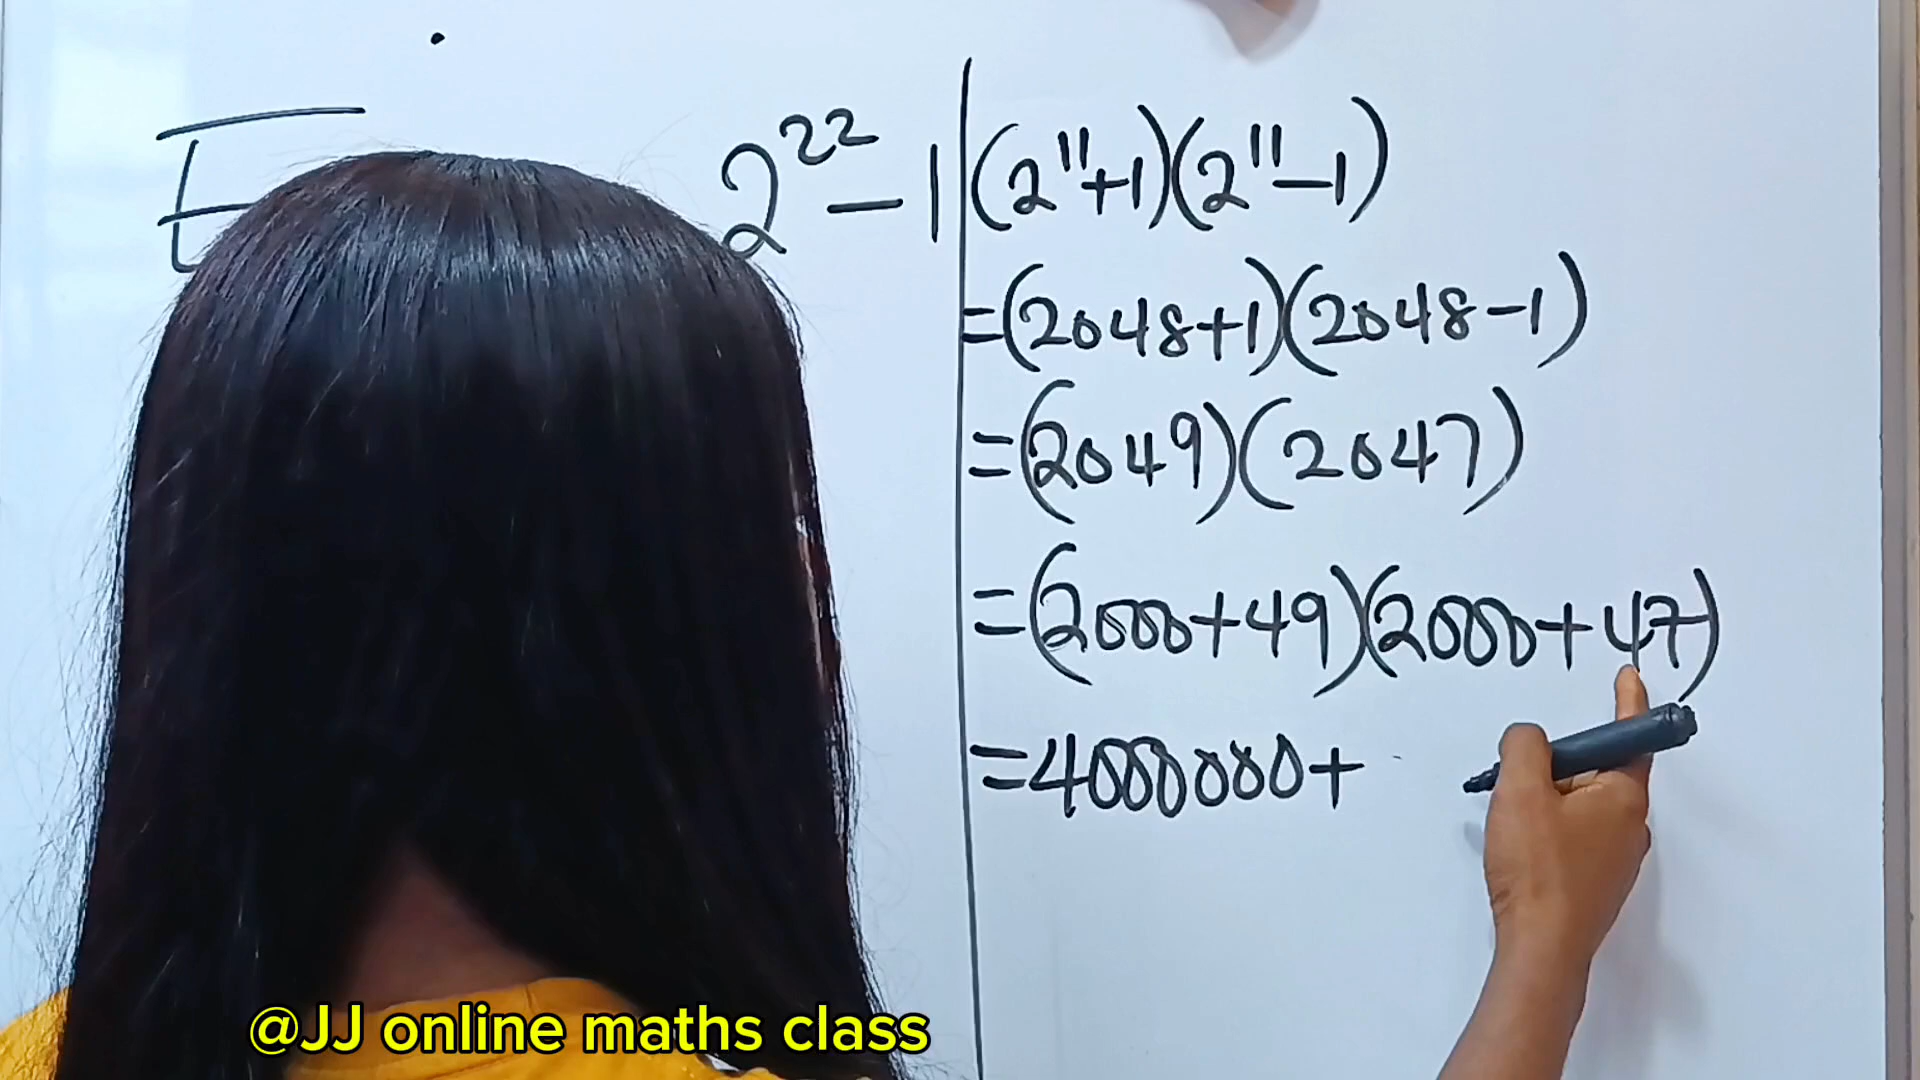 2²² - 1
(2¹¹+1)(2¹¹-1)
=(2048+1)(2048-1)
=(2049)(2047)
=(2000+49)(2000+47)
=4000000+
@JJ online maths class